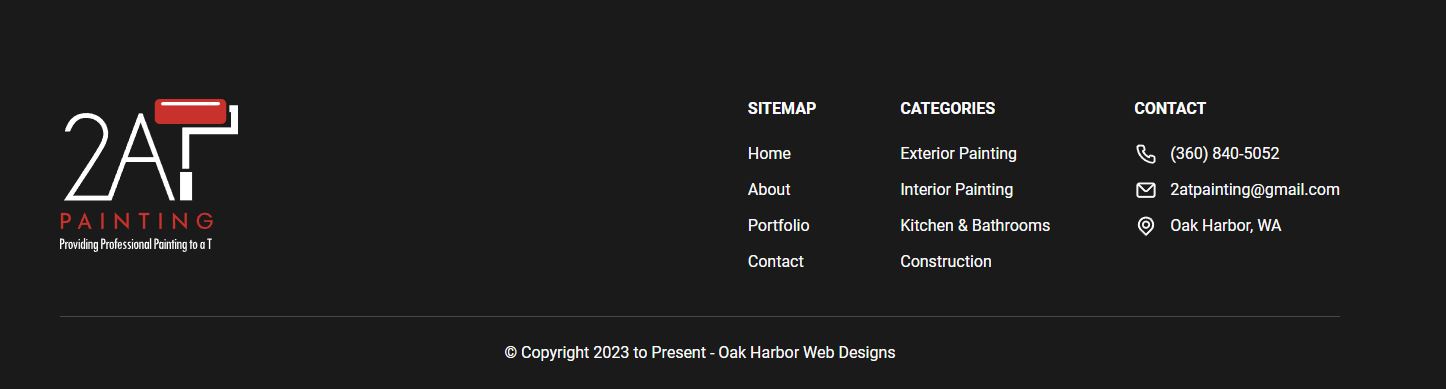 2AT
PAINTING
Providing Professional Painting to a T
SITEMAP
Home
About
Portfolio
Contact
CATEGORIES
Exterior Painting
Interior Painting
Kitchen & Bathrooms
Construction
CONTACT
(360) 840-5052
2atpainting@gmail.com
Oak Harbor, WA
© Copyright 2023 to Present - Oak Harbor Web Designs